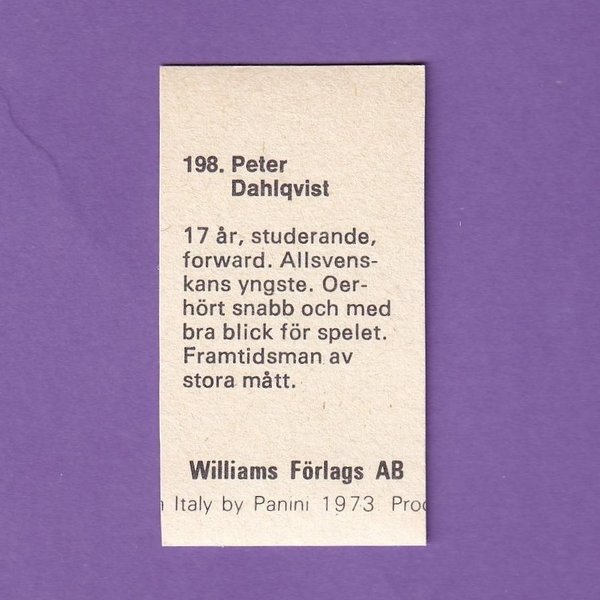 198. Peter
Dahlqvist
17 år, studerande,
forward. Allsvens-
kans yngste. Oer-
hört snabb och med
bra blick för spelet.
Framtidsman av
stora mått.
Williams Förlags AB
Italy by Panini 1973